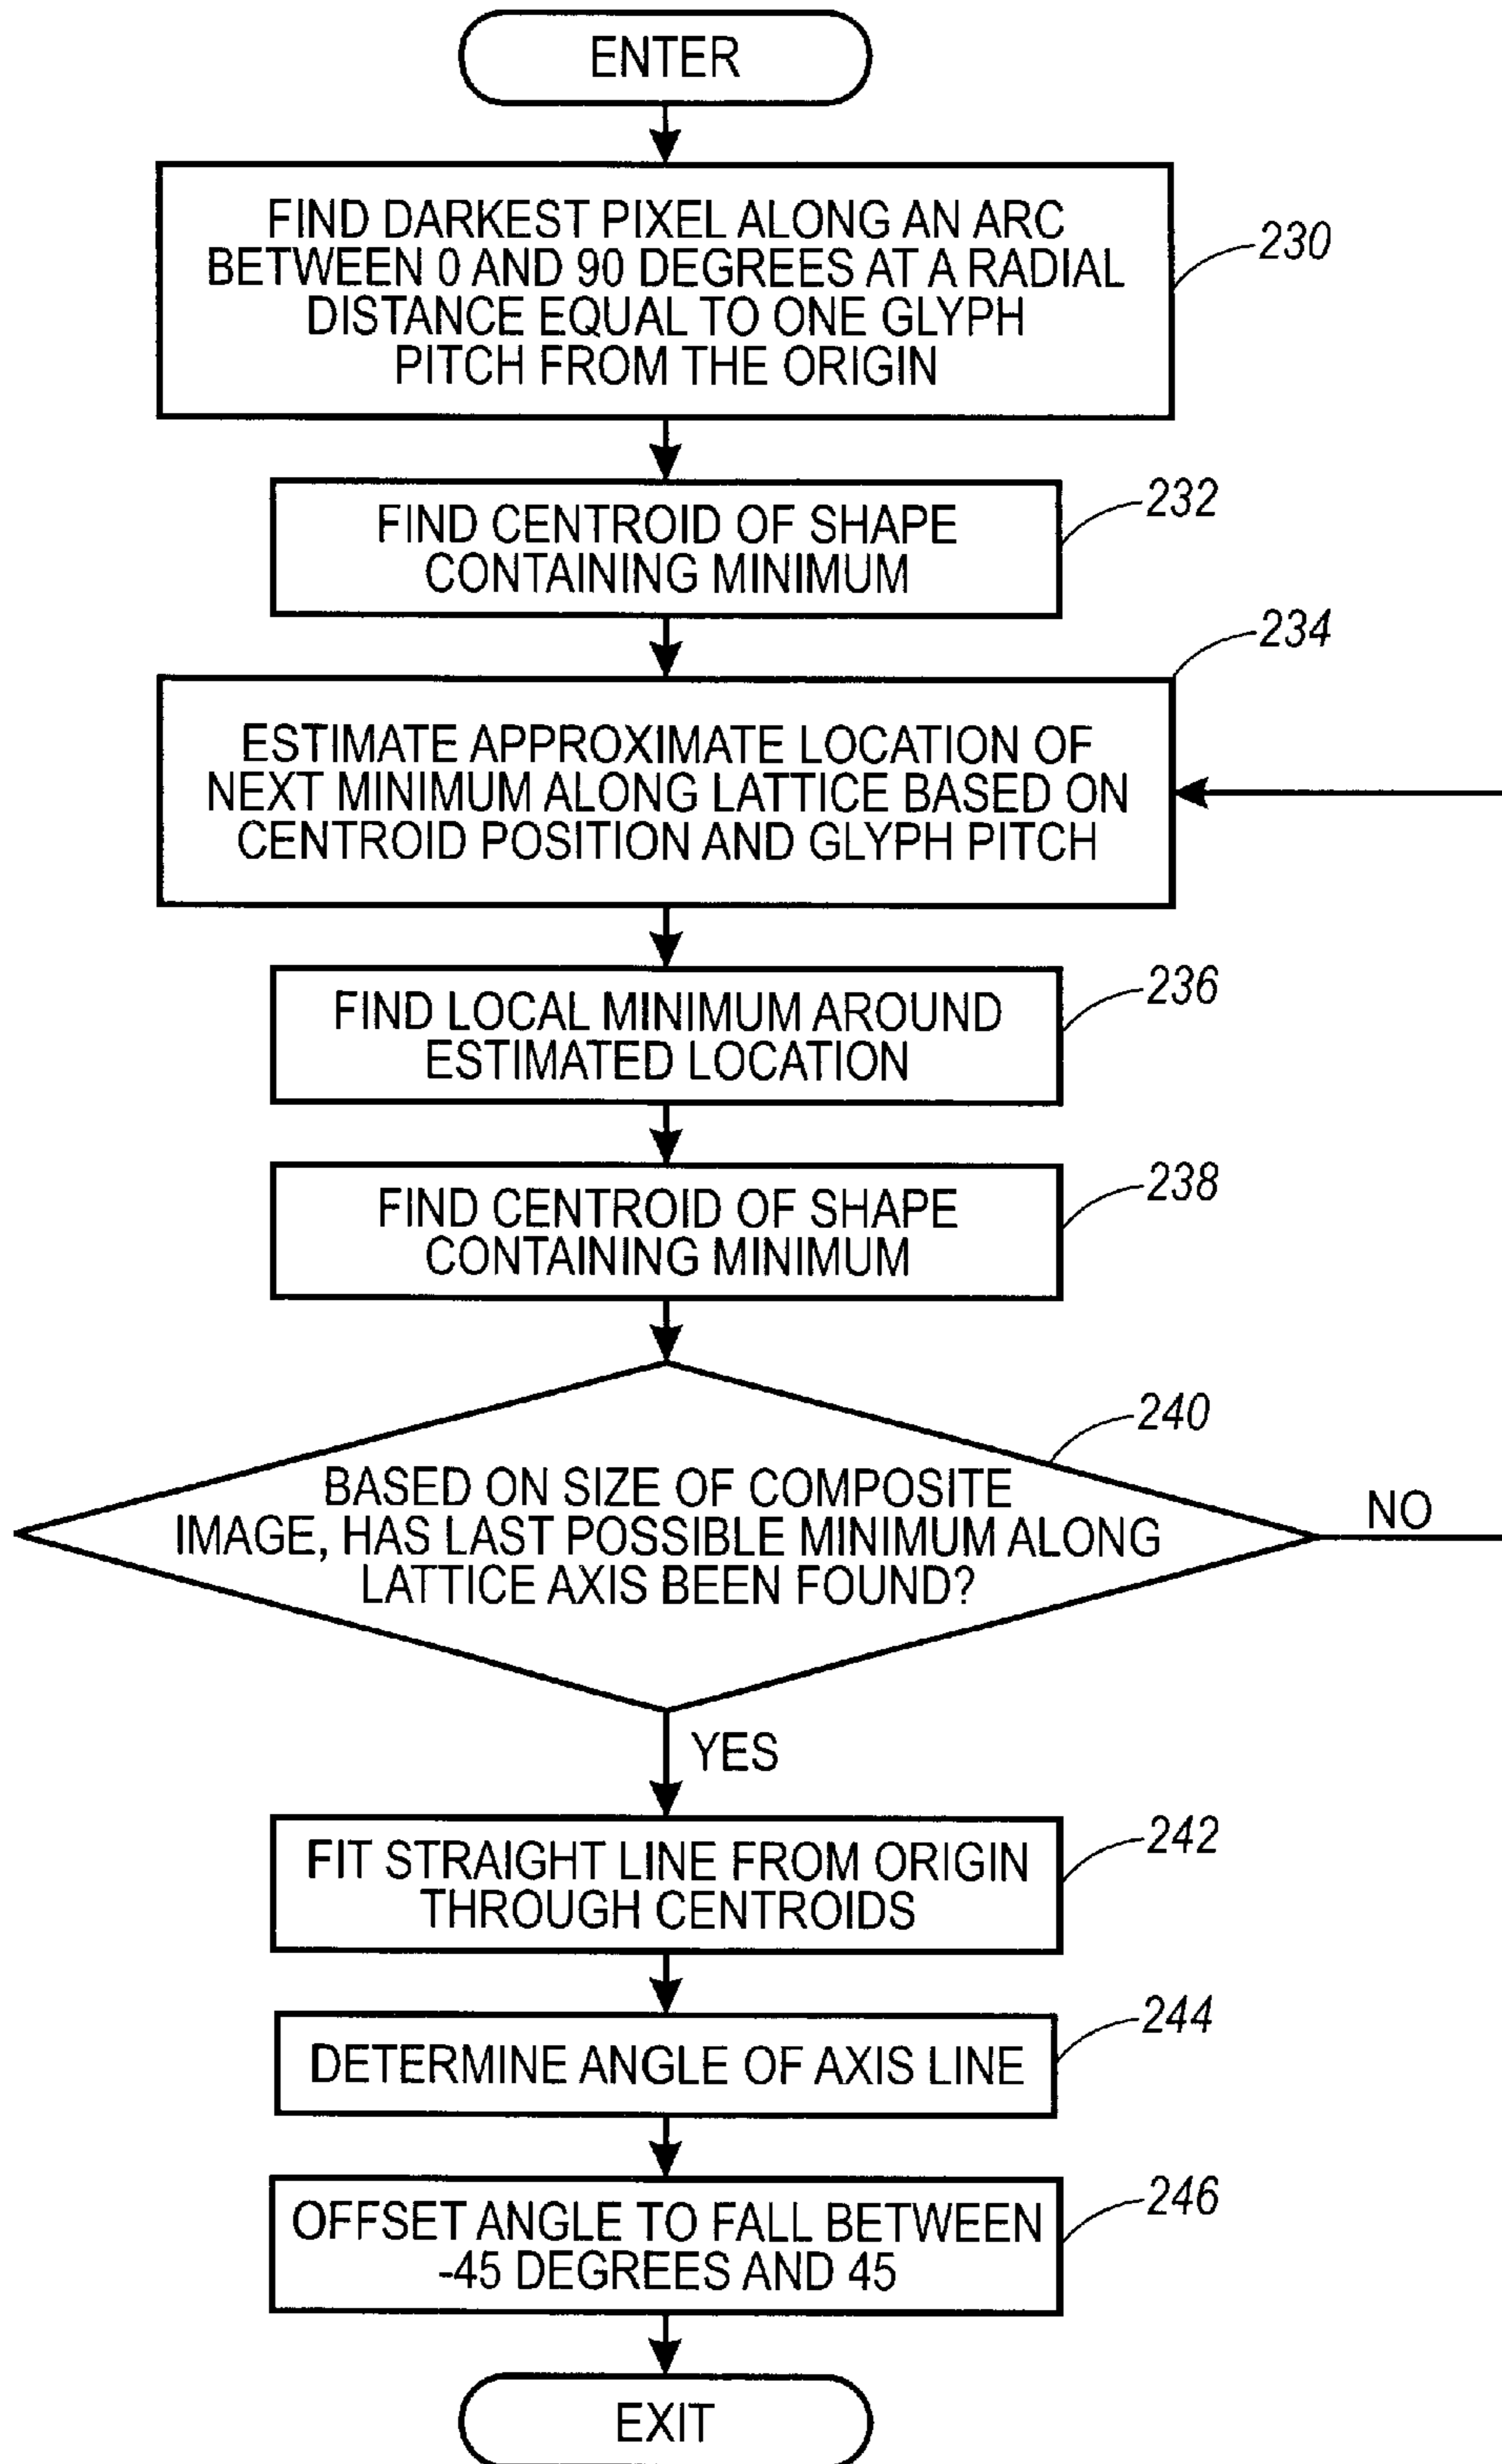 ENTER
FIND DARKEST PIXEL ALONG AN ARC
BETWEEN 0 AND 90 DEGREES AT A RADIAL
DISTANCE EQUAL TO ONE GLYPH
PITCH FROM THE ORIGIN
230
FIND CENTROID OF SHAPE
CONTAINING MINIMUM
232
234
ESTIMATE APPROXIMATE LOCATION OF
NEXT MINIMUM ALONG LATTICE BASED ON
CENTROID POSITION AND GLYPH PITCH
FIND LOCAL MINIMUM AROUND
ESTIMATED LOCATION
236
FIND CENTROID OF SHAPE
CONTAINING MINIMUM
238
240
BASED ON SIZE OF COMPOSITE
IMAGE, HAS LAST POSSIBLE MINIMUM ALONG
LATTICE AXIS BEEN FOUND?
NO
YES
FIT STRAIGHT LINE FROM ORIGIN
THROUGH CENTROIDS
242
DETERMINE ANGLE OF AXIS LINE
244
OFFSET ANGLE TO FALL BETWEEN
-45 DEGREES AND 45
246
EXIT